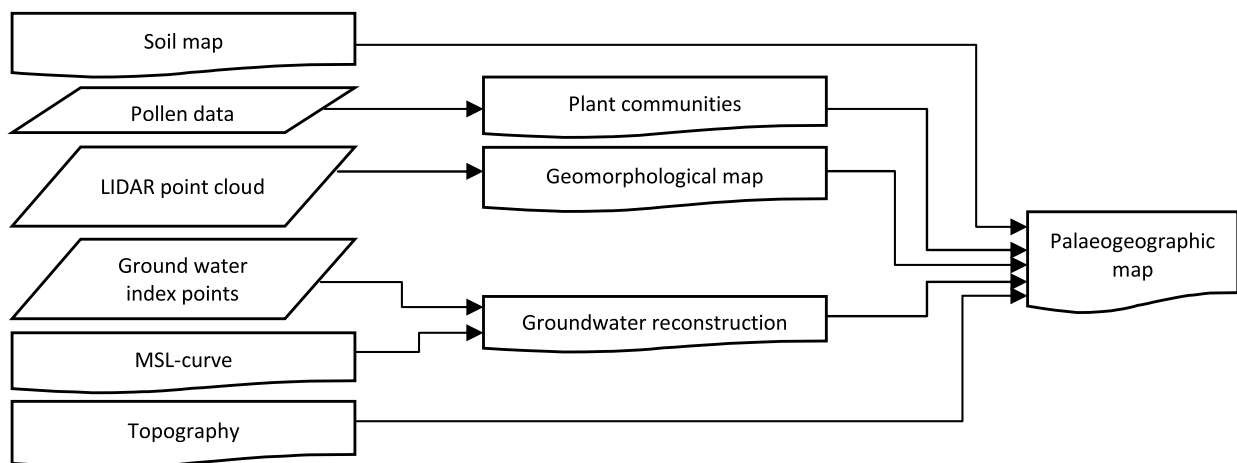 Soil map
Pollen data
LIDAR point cloud
Ground water
index points
MSL-curve
Topography
Plant communities
Geomorphological map
Groundwater reconstruction
Palaeogeographic
map